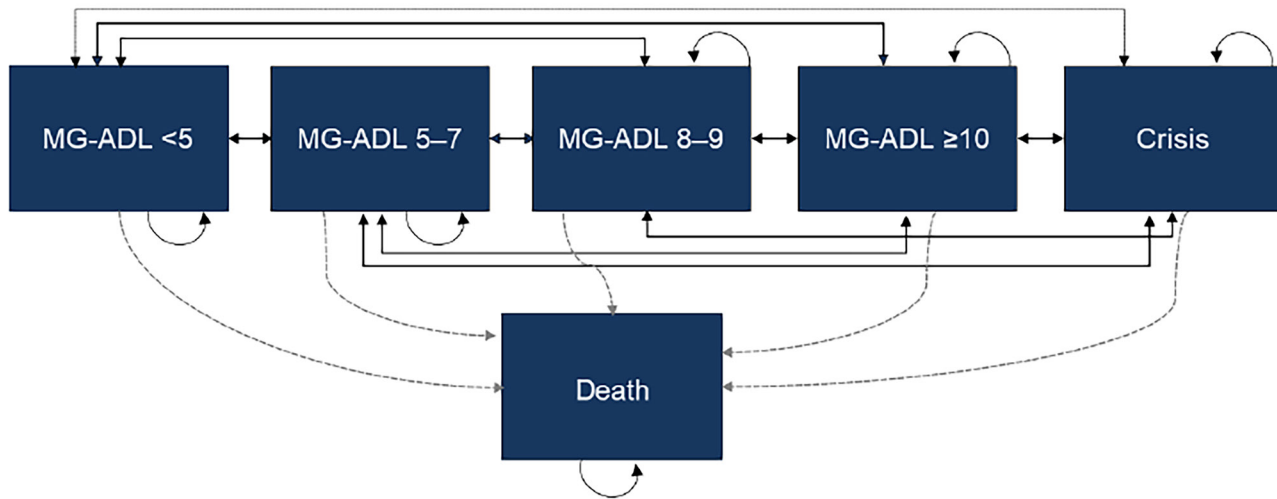 MG-ADL <5
MG-ADL 5–7
MG-ADL 8–9
MG-ADL ≥10
Crisis
Death